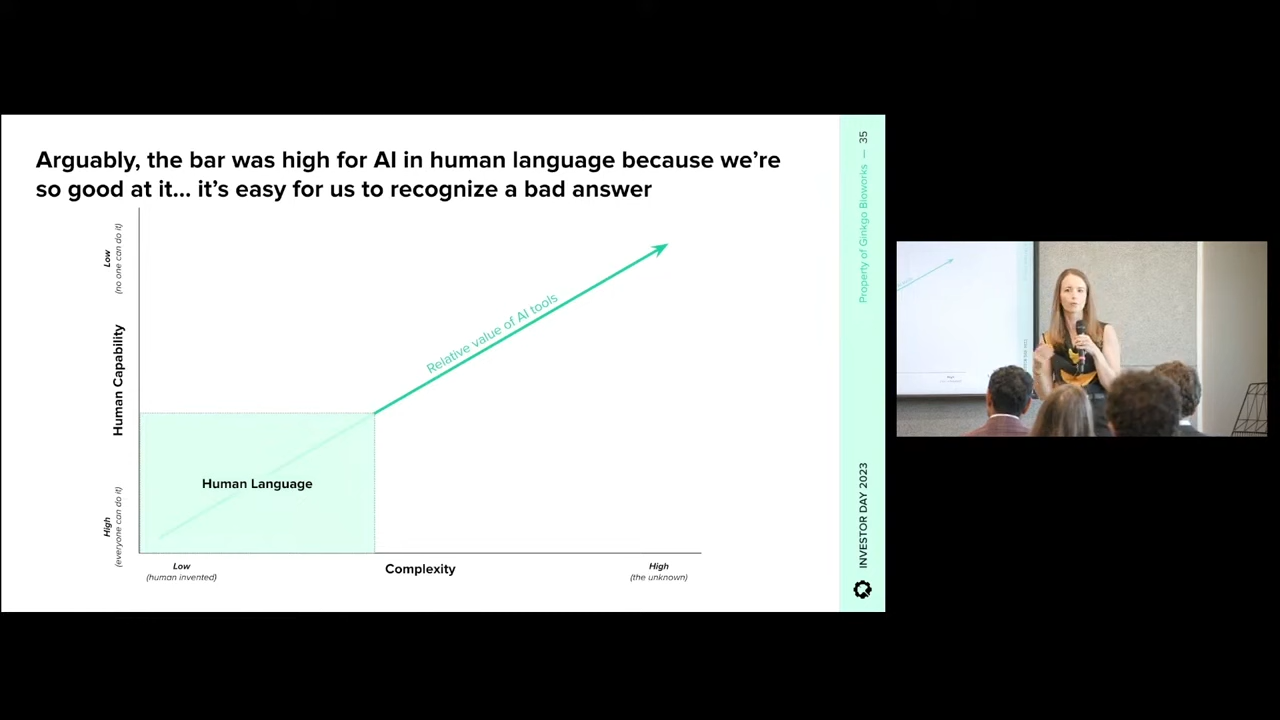 Arguably, the bar was high for AI in human language because we’re
so good at it... it’s easy for us to recognize a bad answer
Low
(no one can do it)
Human Capability
High
(everyone can do it)
Relative value of AI tools
Human Language
Low
(human invented)
Complexity
High
(the unknown)
Property of Ginkgo Bioworks — 35
INVESTOR DAY 2023